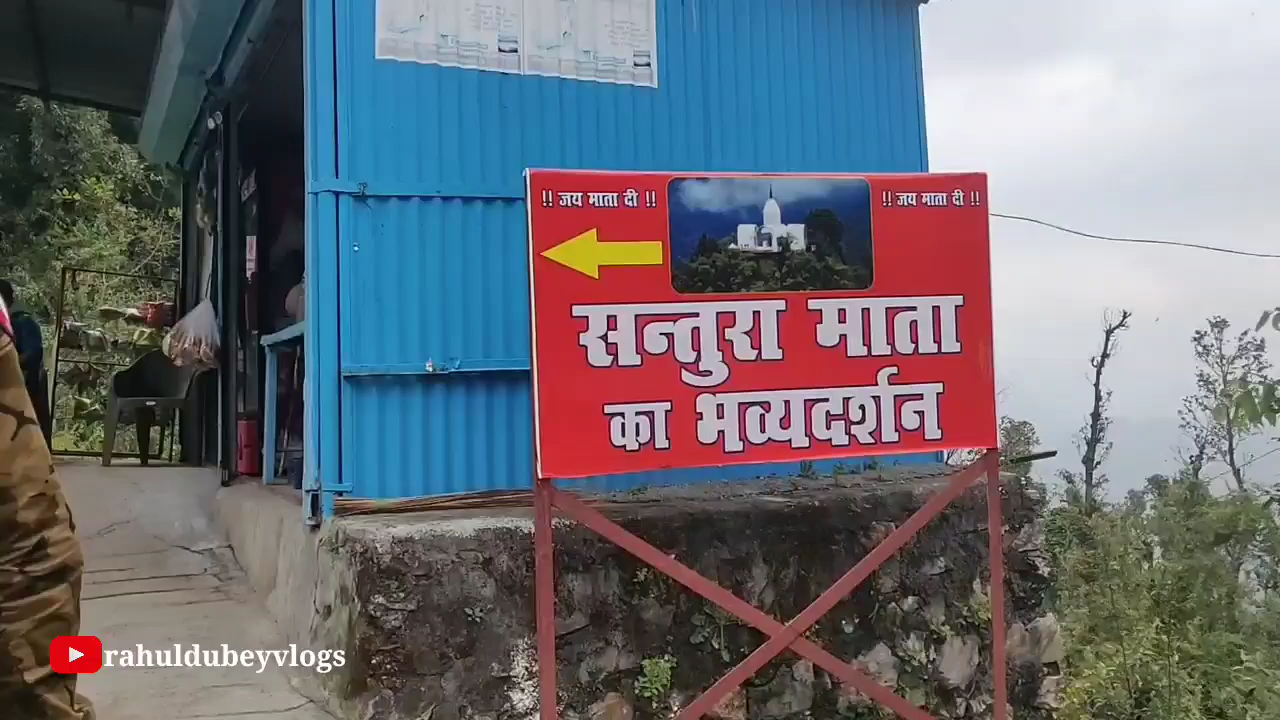 !! जय माता दी !!
!! जय माता दी !!
सन्तुरा माता
का भव्यदर्शन
rahuldubeyvlogs